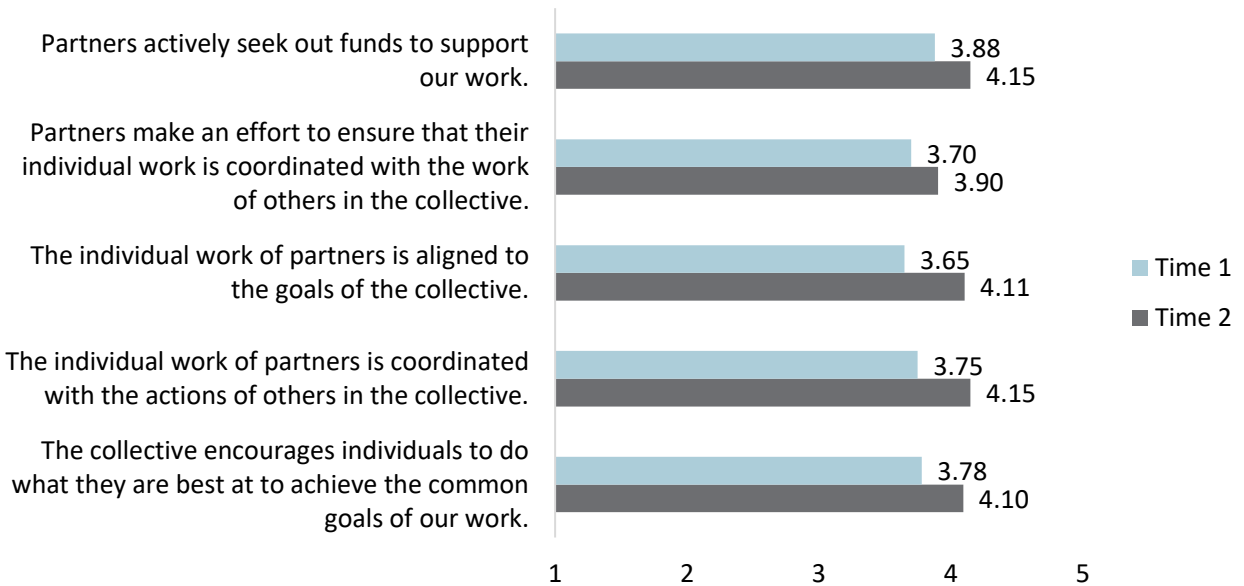 Partners actively seek out funds to support
our work.
3.88
4.15
Partners make an effort to ensure that their
individual work is coordinated with the work
of others in the collective.
3.70
3.90
The individual work of partners is aligned to
the goals of the collective.
3.65
4.11
The individual work of partners is coordinated
with the actions of others in the collective.
3.75
4.15
The collective encourages individuals to do
what they are best at to achieve the common
goals of our work.
3.78
4.10
Time 1
Time 2
1 2 3 4 5